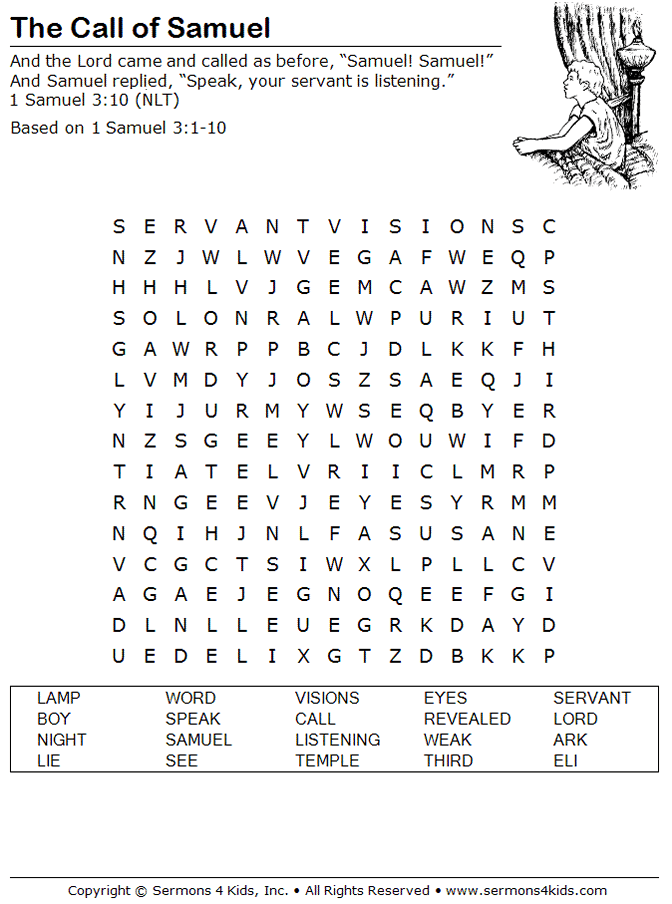 The Call of Samuel
And the Lord came and called as before, “Samuel! Samuel!”
And Samuel replied, “Speak, your servant is listening.”
1 Samuel 3:10 (NLT)
Based on 1 Samuel 3:1-10
S E R V A N T V I S I O N S C
N Z J W L W V E G A F W E Q P
H H H L V J G E M C A W Z M S
S O L O N R A L W P U R I U T
G A W R P P B C J D L K K F H
L V M D Y J O S Z S A E Q J I
Y I J U R M Y W S E Q B Y E R
N Z S G E E Y L W O U W I F D
T I A T E L V R I I C L M R P
R N G E E V J E Y E S Y R M M
N Q I H J N L F A S U S A N E
V C G C T S I W X L P L L C V
A G A E J E G N O Q E E F G I
D L N L L E U E G R K D A Y D
U E D E L I X G T Z D B K K P
LAMP WORD VISIONS EYES SERVANT
BOY SPEAK CALL REVEALED LORD
NIGHT SAMUEL LISTENING WEAK ARK
LIE SEE TEMPLE THIRD ELI
Copyright © Sermons 4 Kids, Inc. • All Rights Reserved • www.sermons4kids.com